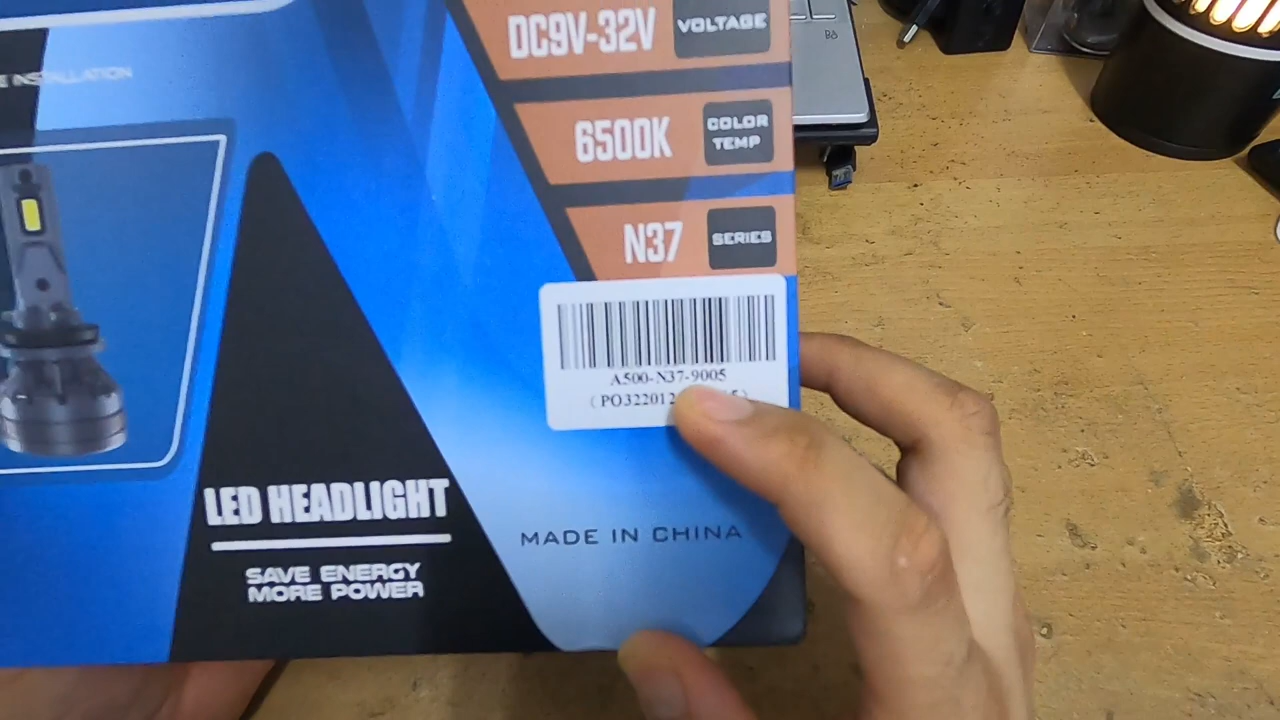 DC9V-32V VOLTAGE
INSTALLATION
6500K COLOR TEMP
N37 SERIES
A500-N37-9005
LED HEADLIGHT
MADE IN CHINA
SAVE ENERGY
MORE POWER